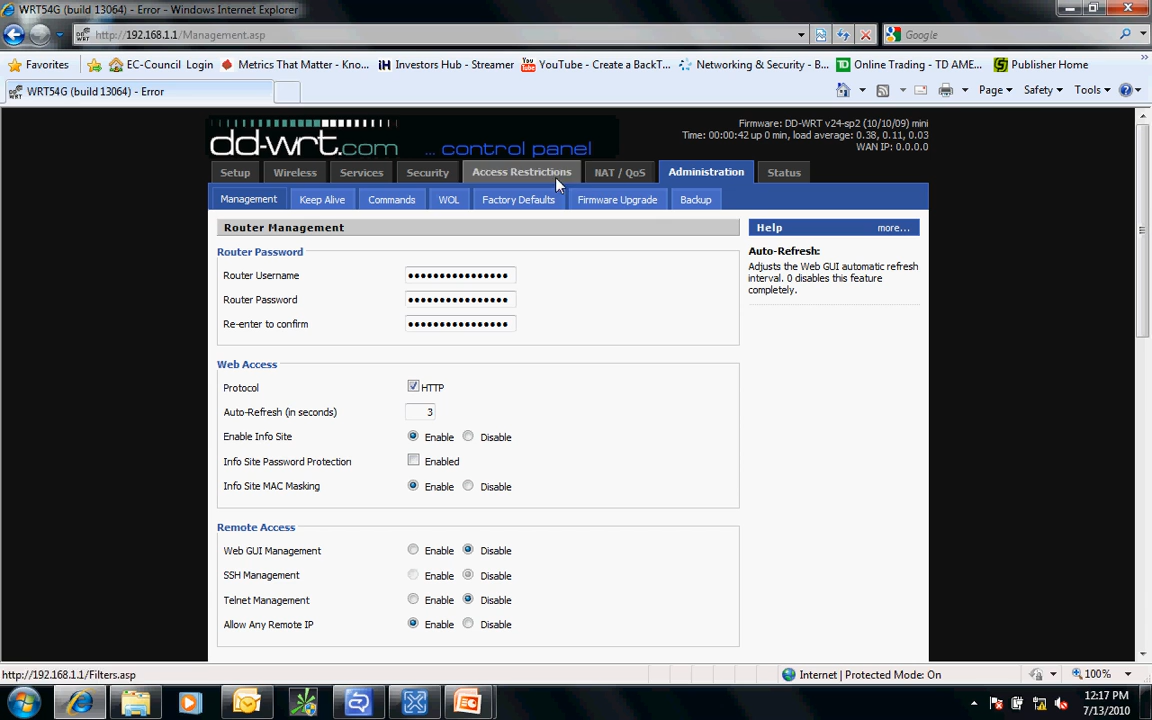 WRT54G (build 13064) - Error - Windows Internet Explorer
http://192.168.1.1/Management.asp
Google
Favorites
EC-Council Login
Metrics That Matter - Kno...
Investors Hub - Streamer
YouTube - Create a BackT...
Networking & Security - B...
Online Trading - TD AME...
Publisher Home
WRT54G (build 13064) - Error
Page
Safety
Tools
dd-wrt.com ... control panel
Firmware: DD-WRT v24-sp2 (10/10/09) mini
Time: 00:00:42 up 0 min, load average: 0.38, 0.11, 0.03
WAN IP: 0.0.0.0
Setup
Wireless
Services
Security
Access Restrictions
NAT / QoS
Administration
Status
Management
Keep Alive
Commands
WOL
Factory Defaults
Firmware Upgrade
Backup
Router Management
Router Password
Router Username
Router Password
Re-enter to confirm
Web Access
Protocol HTTP
Auto-Refresh (in seconds) 3
Enable Info Site Enable Disable
Info Site Password Protection Enabled
Info Site MAC Masking Enable Disable
Remote Access
Web GUI Management Enable Disable
SSH Management Enable Disable
Telnet Management Enable Disable
Allow Any Remote IP Enable Disable
Help more...
Auto-Refresh:
Adjusts the Web GUI automatic refresh
interval. 0 disables this feature
completely.
http://192.168.1.1/Filters.asp
Internet | Protected Mode: On
100%
12:17 PM
7/13/2010